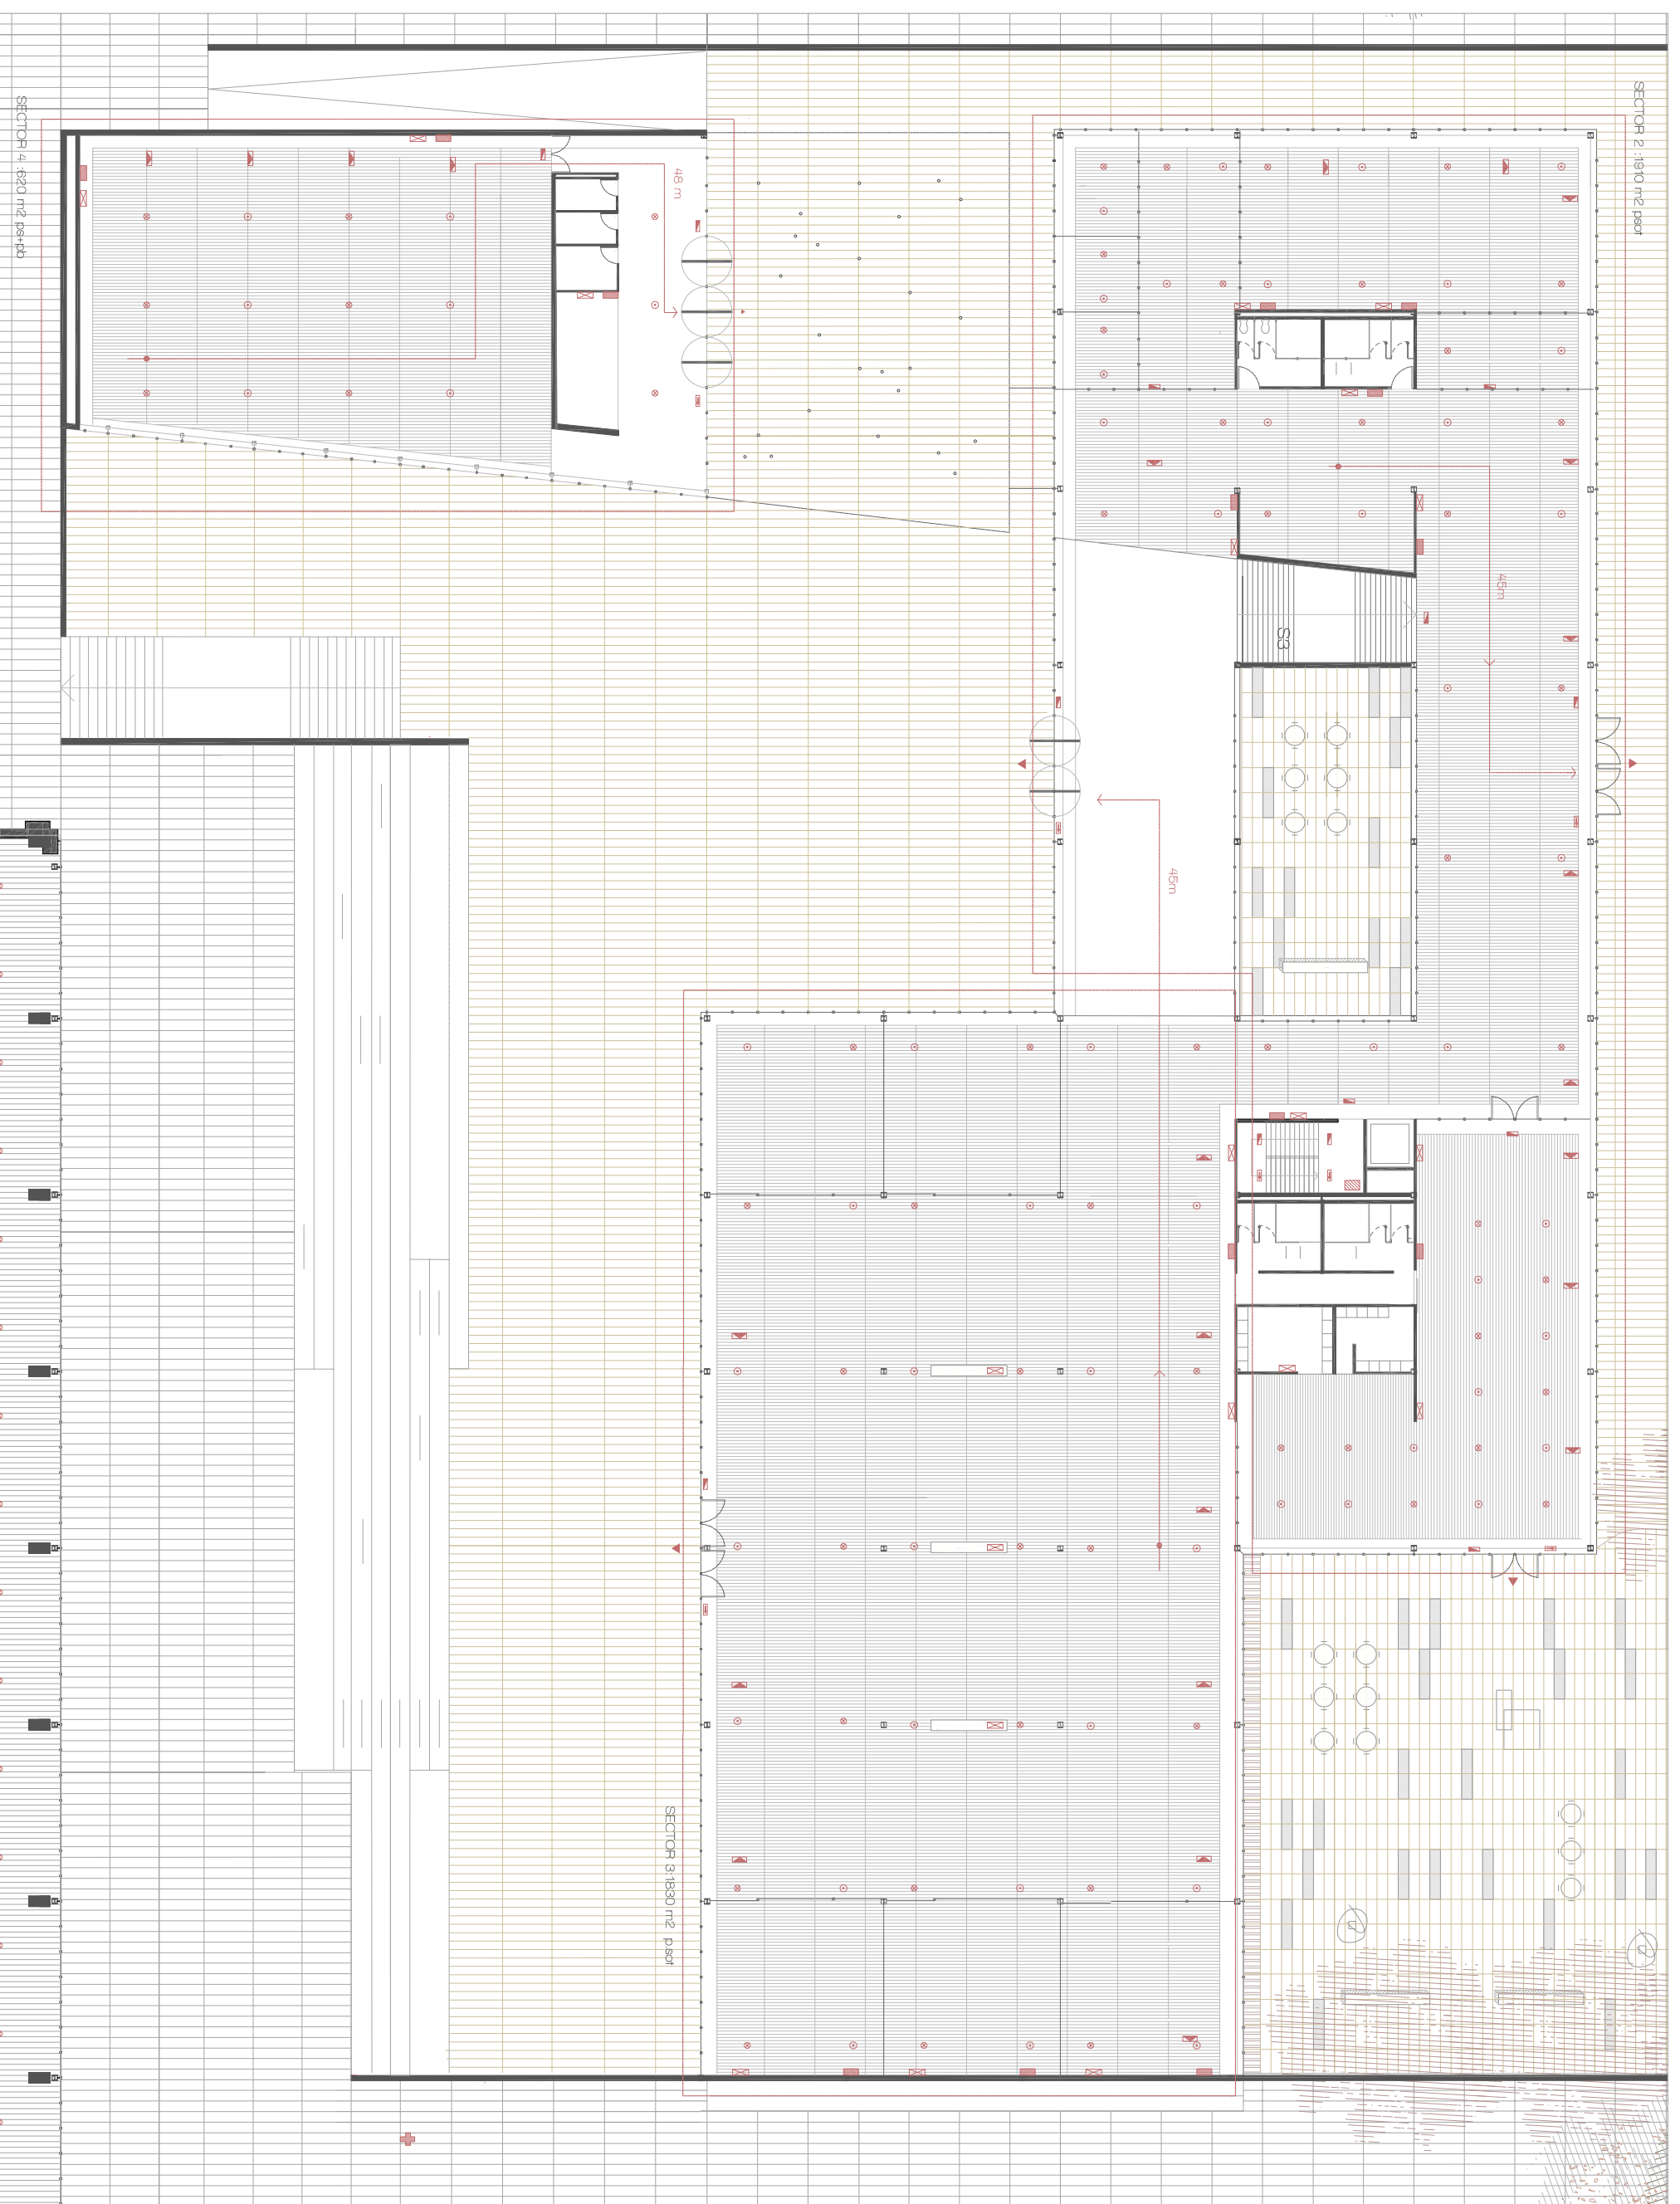 SECTOR 4 :620 m2 ps+pb
SECTOR 2 :1910 m2 psot
48 m
45m
S3
45m
SECTOR 3:1830 m2 p.sot